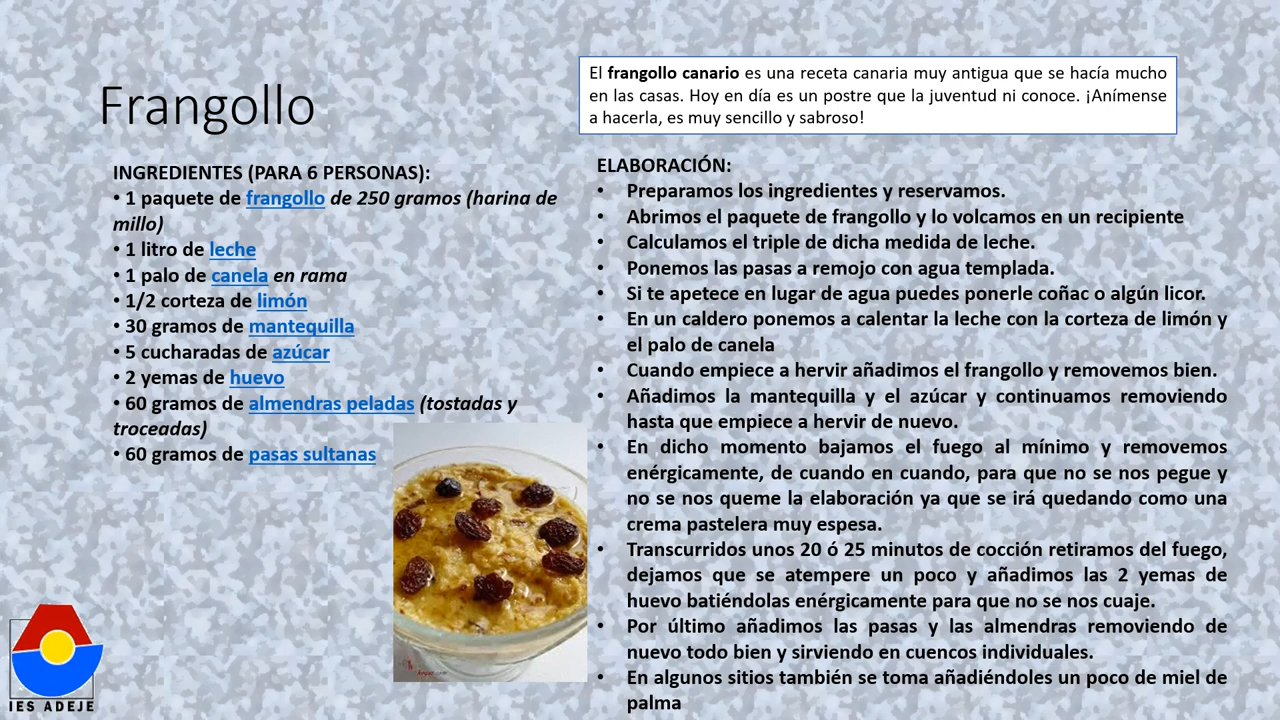 Frangollo
El frangollo canario es una receta canaria muy antigua que se hacía mucho
en las casas. Hoy en día es un postre que la juventud ni conoce. ¡Anímense
a hacerla, es muy sencillo y sabroso!
INGREDIENTES (PARA 6 PERSONAS):
• 1 paquete de frangollo de 250 gramos (harina de
millo)
• 1 litro de leche
• 1 palo de canela en rama
• 1/2 corteza de limón
• 30 gramos de mantequilla
• 5 cucharadas de azúcar
• 2 yemas de huevo
• 60 gramos de almendras peladas (tostadas y
troceadas)
• 60 gramos de pasas sultanas
ELABORACIÓN:
• Preparamos los ingredientes y reservamos.
• Abrimos el paquete de frangollo y lo volcamos en un recipiente
• Calculamos el triple de dicha medida de leche.
• Ponemos las pasas a remojo con agua templada.
• Si te apetece en lugar de agua puedes ponerle coñac o algún licor.
• En un caldero ponemos a calentar la leche con la corteza de limón y
el palo de canela
• Cuando empiece a hervir añadimos el frangollo y removemos bien.
• Añadimos la mantequilla y el azúcar y continuamos removiendo
hasta que empiece a hervir de nuevo.
• En dicho momento bajamos el fuego al mínimo y removemos
enérgicamente, de cuando en cuando, para que no se nos pegue y
no se nos queme la elaboración ya que se irá quedando como una
crema pastelera muy espesa.
• Transcurridos unos 20 ó 25 minutos de cocción retiramos del fuego,
dejamos que se atempere un poco y añadimos las 2 yemas de
huevo batiéndolas enérgicamente para que no se nos cuaje.
• Por último añadimos las pasas y las almendras removiendo de
nuevo todo bien y sirviendo en cuencos individuales.
• En algunos sitios también se toma añadiéndoles un poco de miel de
palma
IES ADEJE